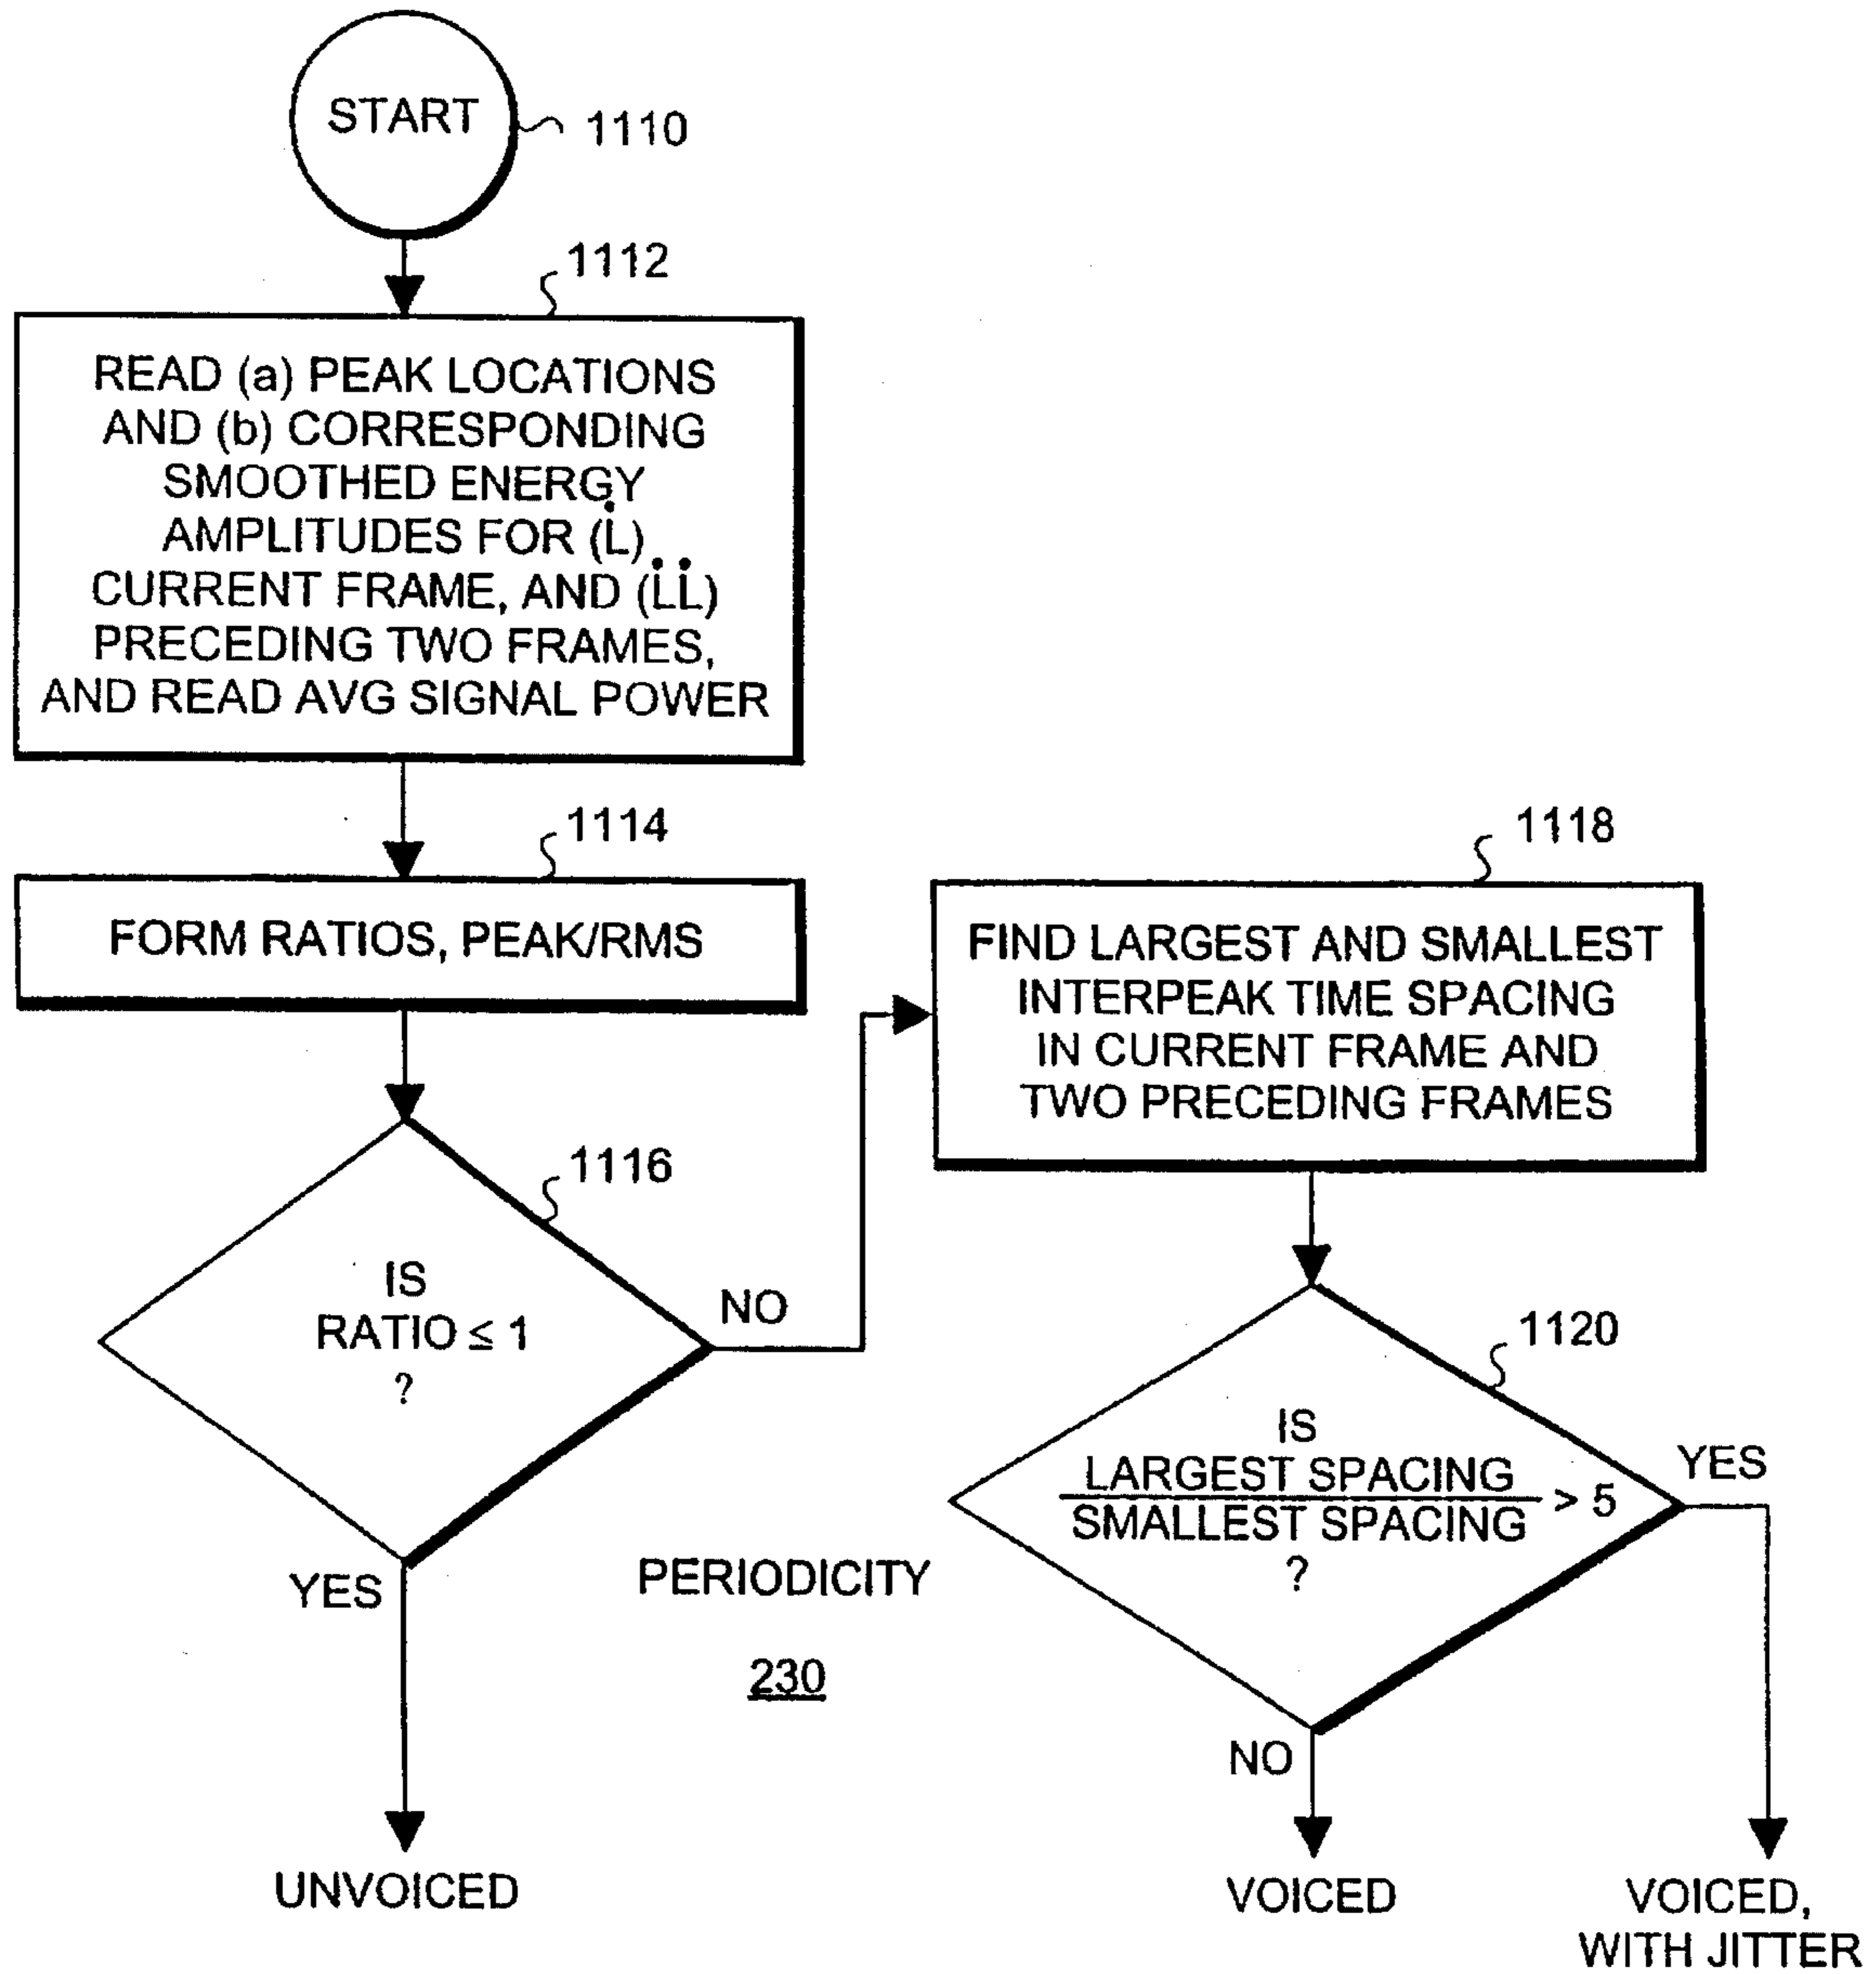 START
1110
1112
READ (a) PEAK LOCATIONS
AND (b) CORRESPONDING
SMOOTHED ENERGY
AMPLITUDES FOR (i)
CURRENT FRAME, AND (ii)
PRECEDING TWO FRAMES,
AND READ AVG SIGNAL POWER
1114
FORM RATIOS, PEAK/RMS
1116
IS
RATIO ≤ 1
?
NO
YES
UNVOICED
1118
FIND LARGEST AND SMALLEST
INTERPEAK TIME SPACING
IN CURRENT FRAME AND
TWO PRECEDING FRAMES
1120
IS
LARGEST SPACING
SMALLEST SPACING > 5
?
YES
NO
VOICED
VOICED,
WITH JITTER
PERIODICITY
230